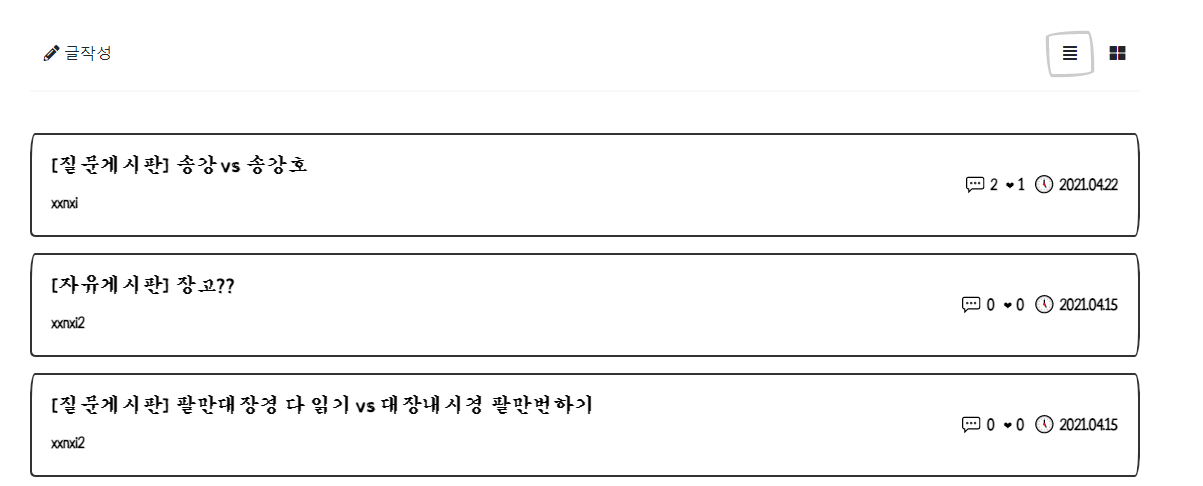 글작성
[질문게시판] 송강 vs 송강호
xxnxi
2 1 2021.04.22
[자유게시판] 장고??
xxnxi2
0 0 2021.04.15
[질문게시판] 팔만대장경 다 읽기 vs 대장내시경 팔만번하기
xxnxi2
0 0 2021.04.15